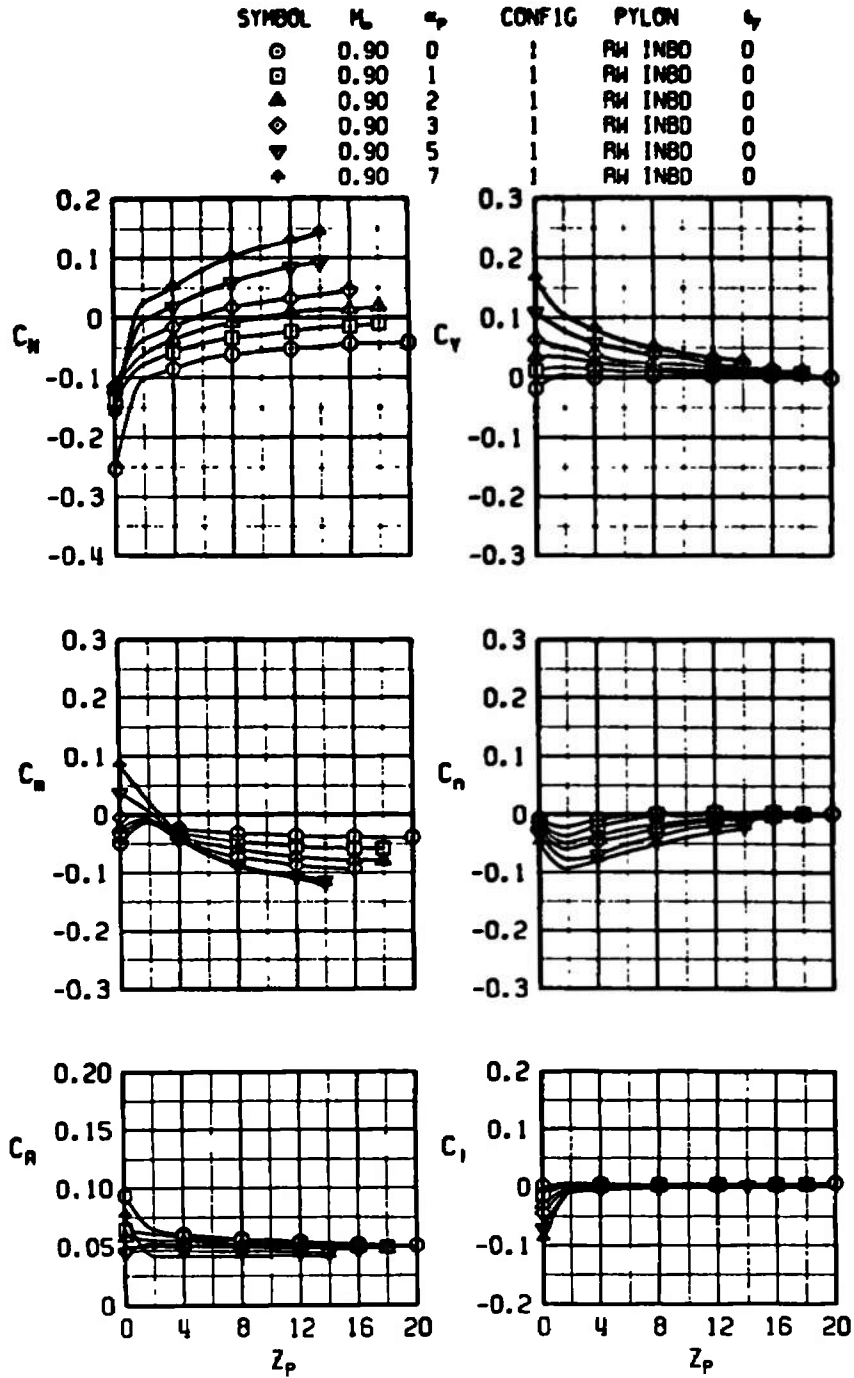 SYMBOL M∞ αP CONFIG PYLON
0.90 0 1 RW INBD 0
0.90 1 1 RW INBD 0
0.90 2 1 RW INBD 0
0.90 3 1 RW INBD 0
0.90 5 1 RW INBD 0
0.90 7 1 RW INBD 0
0.2
0.1
0
-0.1
-0.2
-0.3
-0.4
CN
0.3
0.2
0.1
0
-0.1
-0.2
-0.3
CY
0.3
0.2
0.1
0
-0.1
-0.2
-0.3
Cm
0.3
0.2
0.1
0
-0.1
-0.2
-0.3
Cn
0.20
0.15
0.10
0.05
0
CA
0 4 8 12 16 20
ZP
0.2
0.1
0
-0.1
-0.2
Cl
0 4 8 12 16 20
ZP